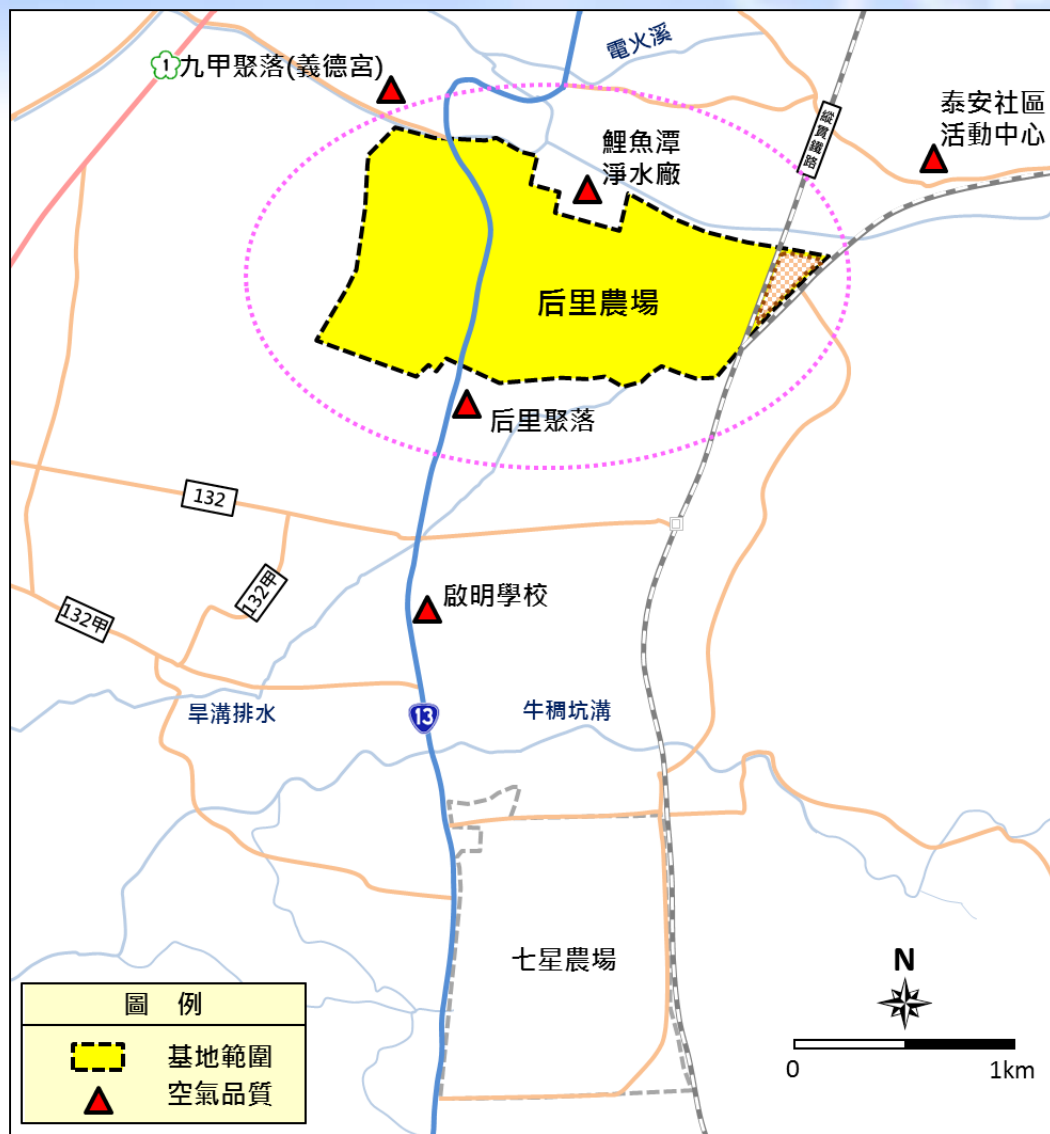 電火溪
1
九甲聚落(義德宮)
泰安社區
活動中心
縱貫鐵路
鯉魚潭
淨水廠
后里農場
后里聚落
132
132甲
132甲
啟明學校
旱溝排水
13
牛稠坑溝
七星農場
N
0
1km
圖 例
基地範圍
空氣品質